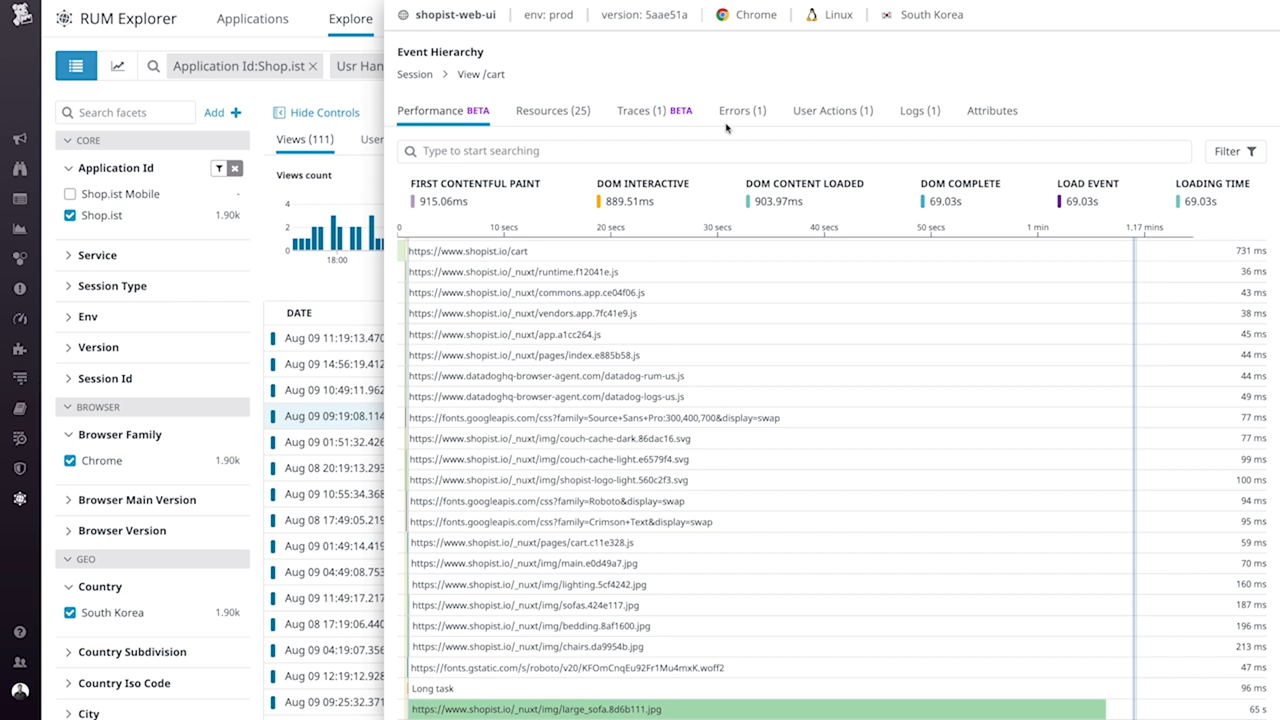 RUM Explorer
Applications
Explore
Application Id:Shop.ist
Usr Han
Search facets
Add
Hide Controls
CORE
Views (111)
User
Application Id
Shop.ist Mobile -
Shop.ist 1.90k
Service
Session Type
Env
Version
Session Id
BROWSER
Browser Family
Chrome 1.90k
Browser Main Version
Browser Version
GEO
Country
South Korea 1.90k
Country Subdivision
Country Iso Code
City
Views count
4
2
0
18:00
DATE
Aug 09 11:19:13.470
Aug 09 14:56:19.412
Aug 09 10:49:11.962
Aug 09 09:19:08.114
Aug 09 01:51:32.426
Aug 08 20:19:13.293
Aug 09 10:55:34.368
Aug 08 17:49:05.219
Aug 09 01:49:14.419
Aug 09 04:49:08.753
Aug 09 11:49:17.217
Aug 08 17:19:06.440
Aug 09 04:19:07.356
Aug 09 12:19:12.928
Aug 09 09:25:32.371
shopist-web-ui
env: prod
version: 5aae51a
Chrome
Linux
South Korea
Event Hierarchy
Session > View /cart
Performance BETA
Resources (25)
Traces (1) BETA
Errors (1)
User Actions (1)
Logs (1)
Attributes
Type to start searching
Filter
FIRST CONTENTFUL PAINT
915.06ms
DOM INTERACTIVE
889.51ms
DOM CONTENT LOADED
903.97ms
DOM COMPLETE
69.03s
LOAD EVENT
69.03s
LOADING TIME
69.03s
0 10 secs 20 secs 30 secs 40 secs 50 secs 1 min 1.17 mins
https://www.shopist.io/cart 731 ms
https://www.shopist.io/_nuxt/runtime.f12041e.js 36 ms
https://www.shopist.io/_nuxt/commons.app.ce04f06.js 43 ms
https://www.shopist.io/_nuxt/vendors.app.7fc41e9.js 38 ms
https://www.shopist.io/_nuxt/app.a1cc264.js 45 ms
https://www.shopist.io/_nuxt/pages/index.e885b58.js 44 ms
https://www.datadoghq-browser-agent.com/datadog-rum-us.js 44 ms
https://www.datadoghq-browser-agent.com/datadog-logs-us.js 49 ms
https://fonts.googleapis.com/css?family=Source+Sans+Pro:300,400,700&display=swap 77 ms
https://www.shopist.io/_nuxt/img/couch-cache-dark.86dac16.svg 77 ms
https://www.shopist.io/_nuxt/img/couch-cache-light.e6579f4.svg 99 ms
https://www.shopist.io/_nuxt/img/shopist-logo-light.560c2f3.svg 100 ms
https://fonts.googleapis.com/css?family=Roboto&display=swap 94 ms
https://fonts.googleapis.com/css?family=Crimson+Text&display=swap 95 ms
https://www.shopist.io/_nuxt/pages/cart.c11e328.js 59 ms
https://www.shopist.io/_nuxt/img/main.e0d49a7.jpg 70 ms
https://www.shopist.io/_nuxt/img/lighting.5cf4242.jpg 160 ms
https://www.shopist.io/_nuxt/img/sofas.424e117.jpg 187 ms
https://www.shopist.io/_nuxt/img/bedding.8af1600.jpg 196 ms
https://www.shopist.io/_nuxt/img/chairs.da9954b.jpg 213 ms
https://fonts.gstatic.com/s/roboto/v20/KFOmCnqEu92Fr1Mu4mxK.woff2 47 ms
Long task 96 ms
https://www.shopist.io/_nuxt/img/large_sofa.8d6b111.jpg 65 s